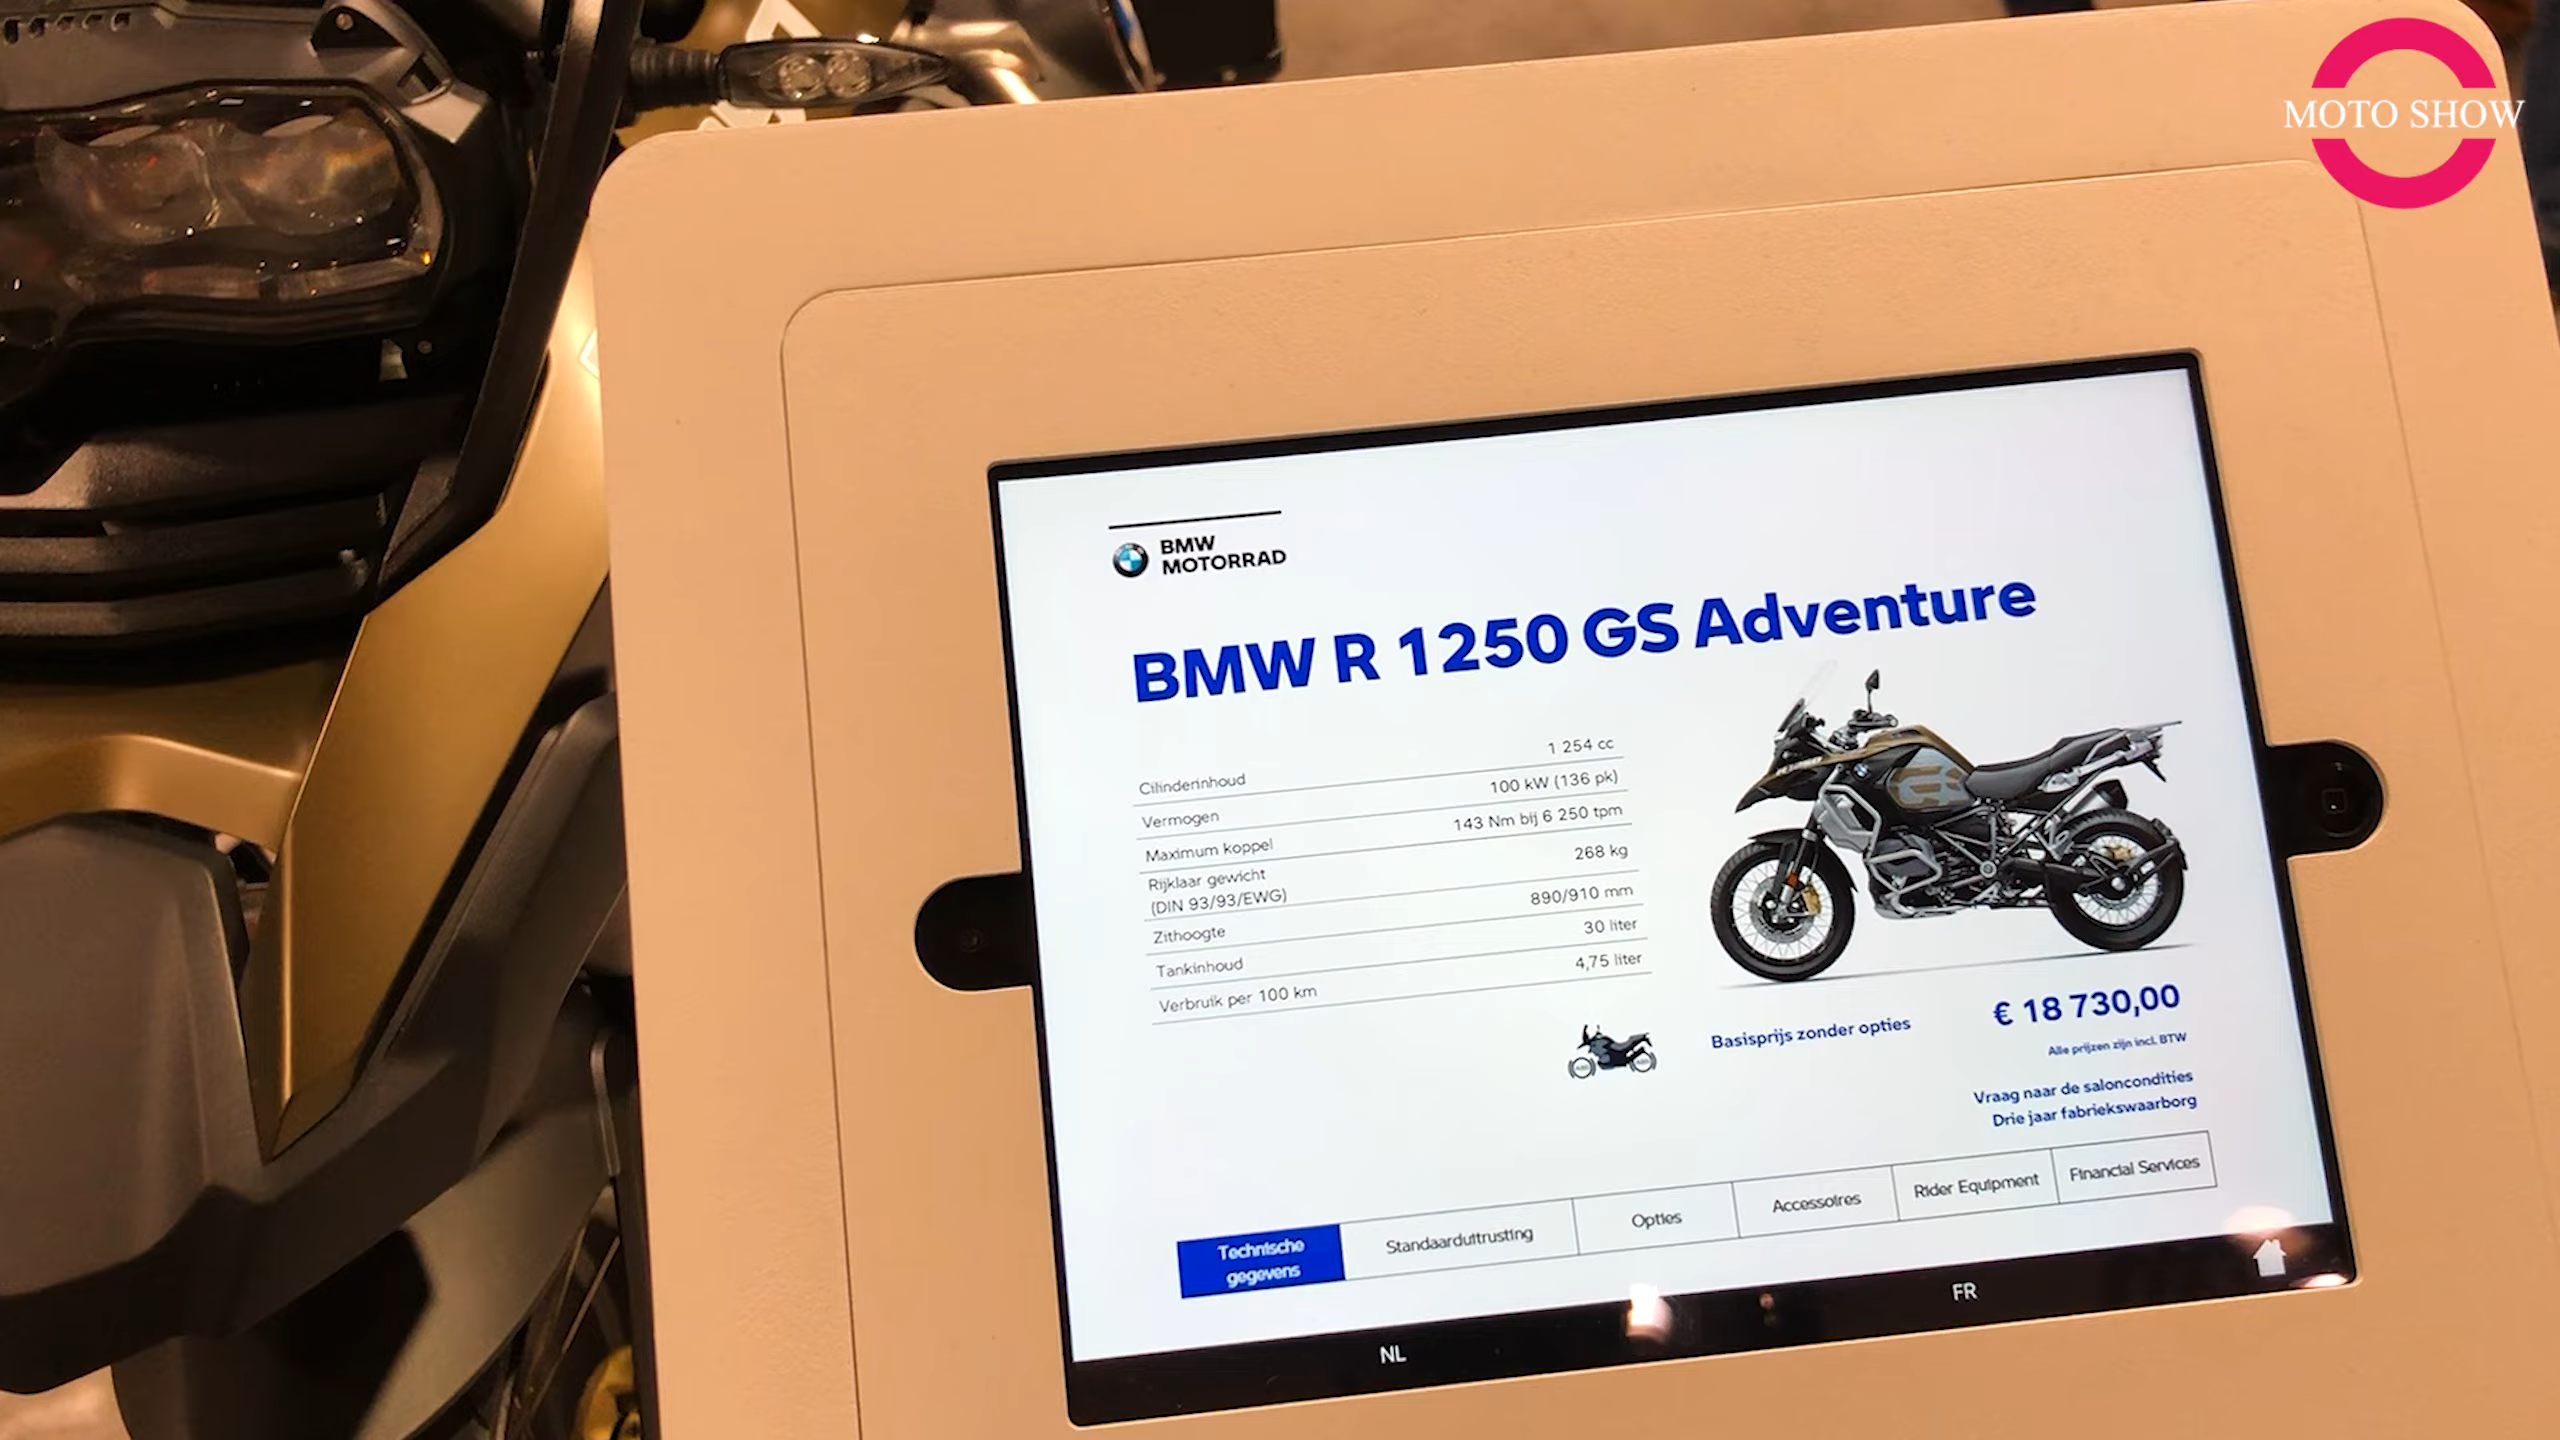 MOTO SHOW
BMW
MOTORRAD
BMW R 1250 GS Adventure
Cilinderinhoud 1 254 cc
Vermogen 100 kW (136 pk)
Maximum koppel 143 Nm bij 6 250 tpm
Rijklaar gewicht 268 kg
(DIN 93/93/EWG)
Zithoogte 890/910 mm
Tankinhoud 30 liter
Verbruik per 100 km 4,75 liter
Basisprijs zonder opties € 18 730,00
Alle prijzen zijn incl. BTW
Vraag naar de saloncondities
Drie jaar fabriekswaarborg
Technische
gegevens
Standaarduitrusting
Opties
Accessoires
Rider Equipment
Financial Services
NL
FR